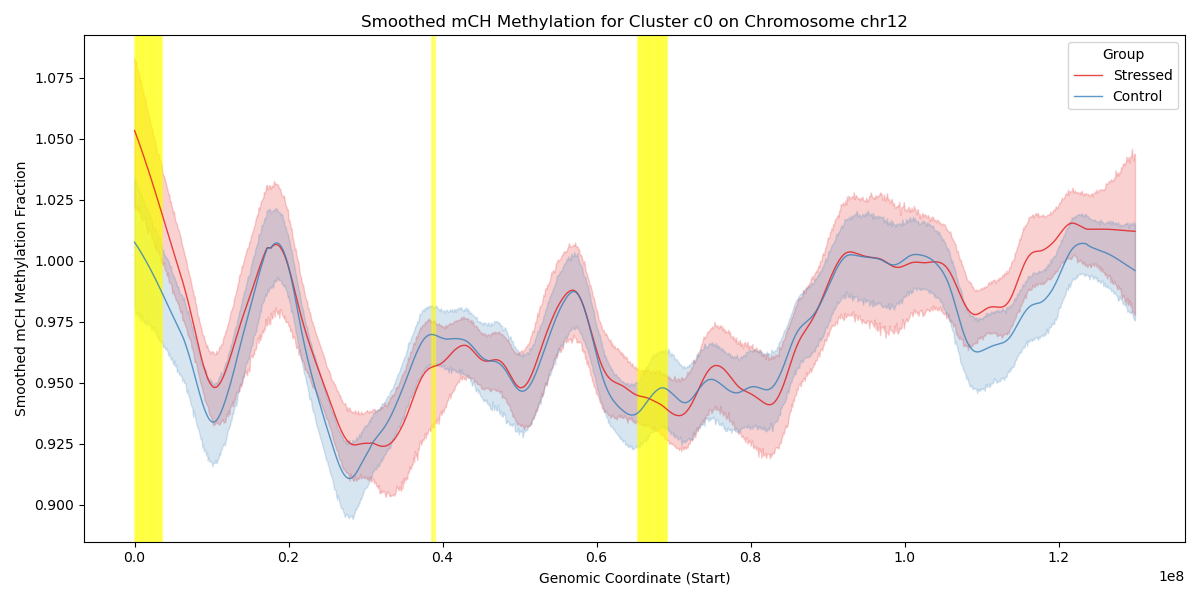 Smoothed mCH Methylation for Cluster c0 on Chromosome chr12
Group
Stressed
Control
Smoothed mCH Methylation Fraction
1.075
1.050
1.025
1.000
0.975
0.950
0.925
0.900
0.0
0.2
0.4
0.6
0.8
1.0
1.2
1e8
Genomic Coordinate (Start)